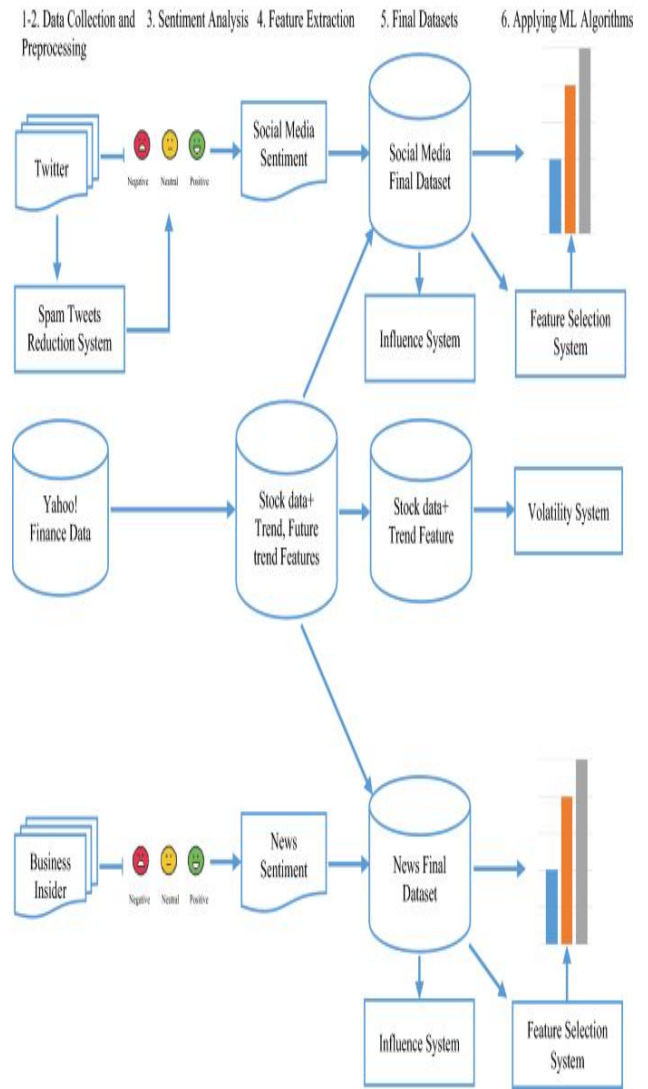 1-2. Data Collection and
Preprocessing
3. Sentiment Analysis
4. Feature Extraction
5. Final Datasets
6. Applying ML Algorithms
Twitter
Negative
Neutral
Positive
Social Media
Sentiment
Social Media
Final Dataset
Spam Tweets
Reduction System
Influence System
Feature Selection
System
Yahoo!
Finance Data
Stock data+
Trend, Future
trend Features
Stock data+
Trend Feature
Volatility System
Business
Insider
Negative
Neutral
Positive
News
Sentiment
News Final
Dataset
Influence System
Feature Selection
System